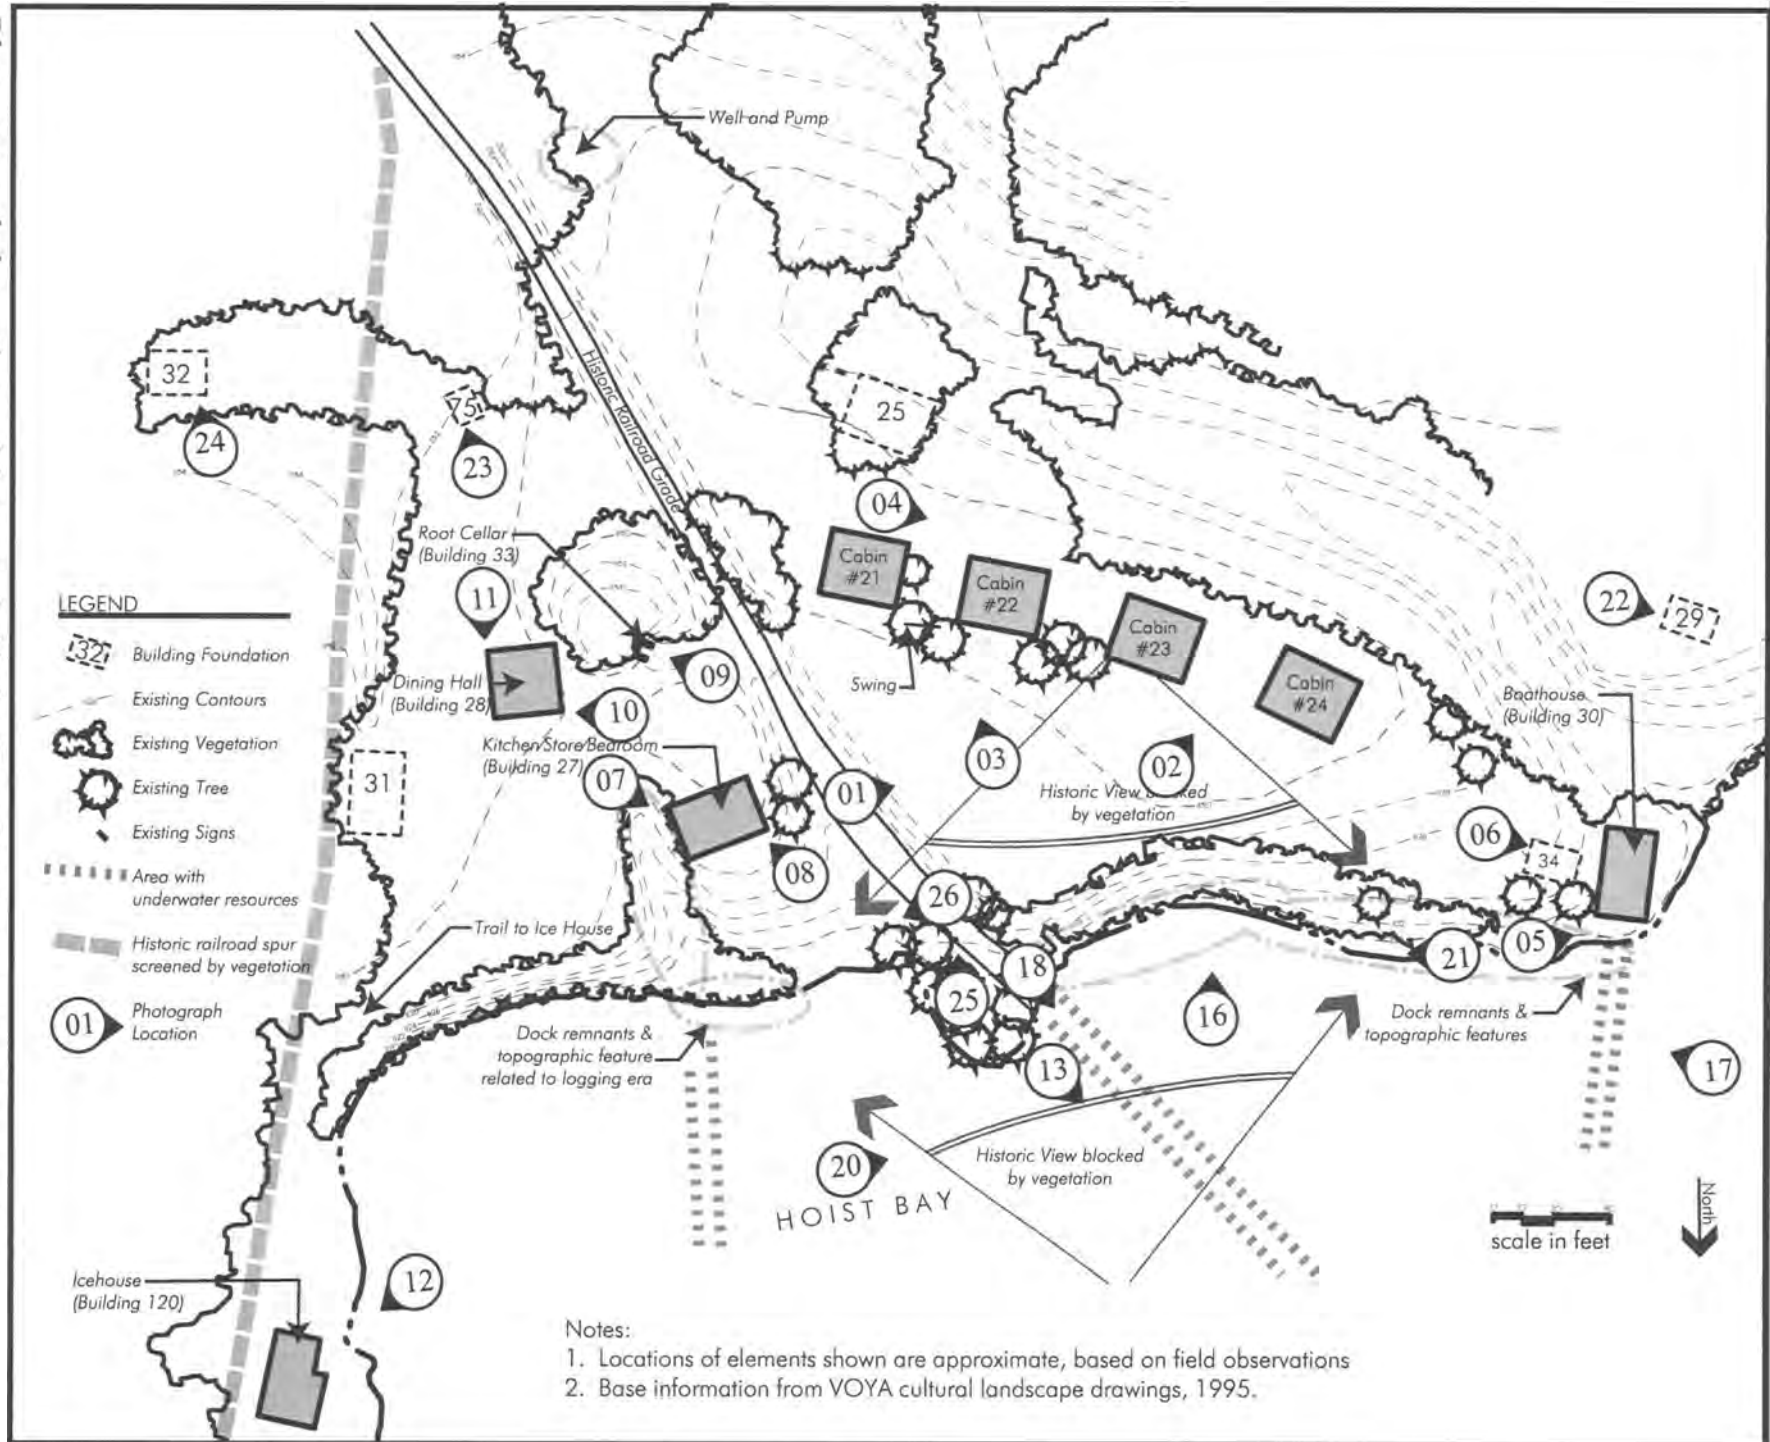 Well and Pump
32
75
25
24
23
Historic Railroad Grade
04
Root Cellar
(Building 33)
11
Cabin
#21
Cabin
#22
Cabin
#23
Cabin
#24
22
29
Swing
09
Dining Hall
(Building 28)
10
Boathouse
(Building 30)
Kitchen/Store/Bedroom
(Building 27)
07
31
03
02
01
Historic View blocked
by vegetation
06
34
08
26
05
21
18
25
16
13
17
Trail to Ice House
Dock remnants &
topographic feature
related to logging era
Dock remnants &
topographic features
20
Historic View blocked
by vegetation
HOIST BAY
12
Icehouse
(Building 120)
LEGEND
32 Building Foundation
Existing Contours
Existing Vegetation
Existing Tree
Existing Signs
Area with
underwater resources
Historic railroad spur
screened by vegetation
01 Photograph
Location
scale in feet
North
Notes:
1. Locations of elements shown are approximate, based on field observations
2. Base information from VOYA cultural landscape drawings, 1995.